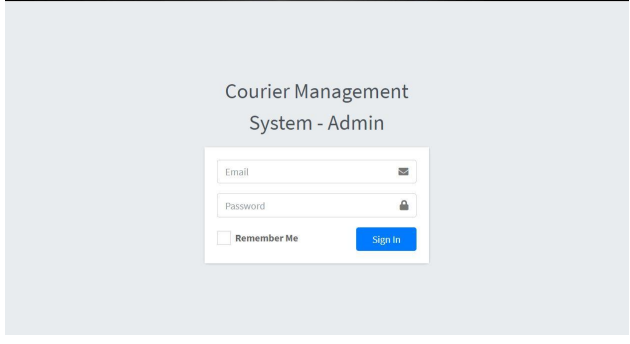 Courier Management
System - Admin
Email
Password
Remember Me
Sign In